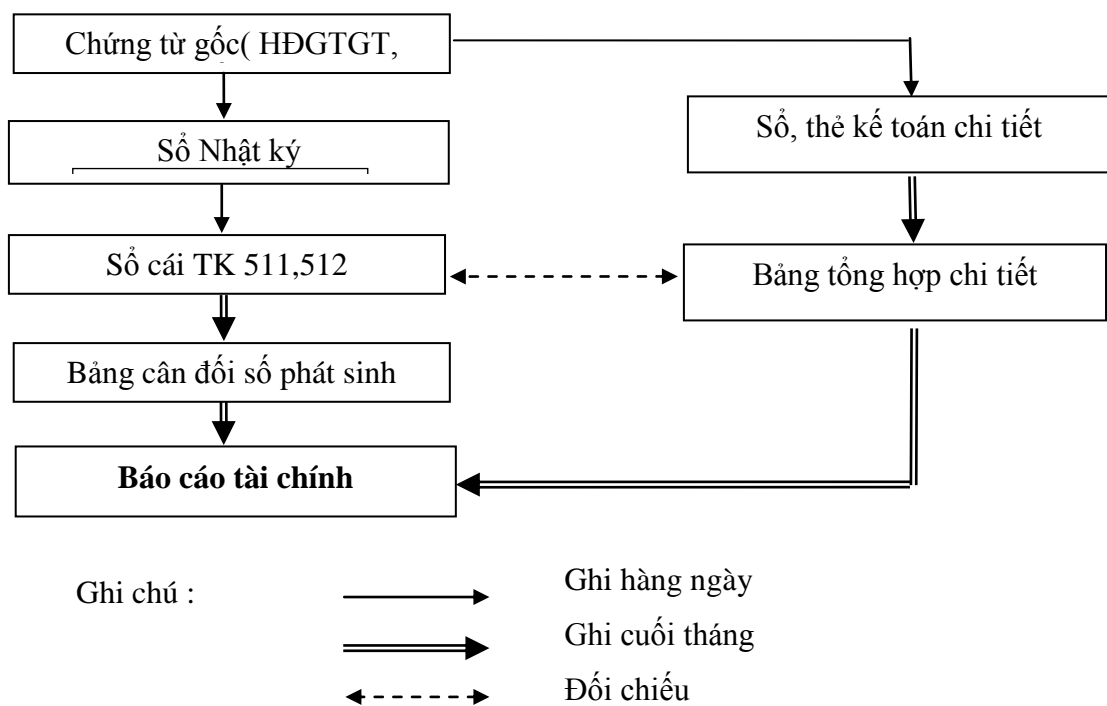 Chứng từ gốc( HĐGTGT,
Sổ, thẻ kế toán chi tiết
Sổ Nhật ký
Sổ cái TK 511,512
Bảng tổng hợp chi tiết
Bảng cân đối số phát sinh
Báo cáo tài chính
Ghi chú :
Ghi hàng ngày
Ghi cuối tháng
Đối chiếu